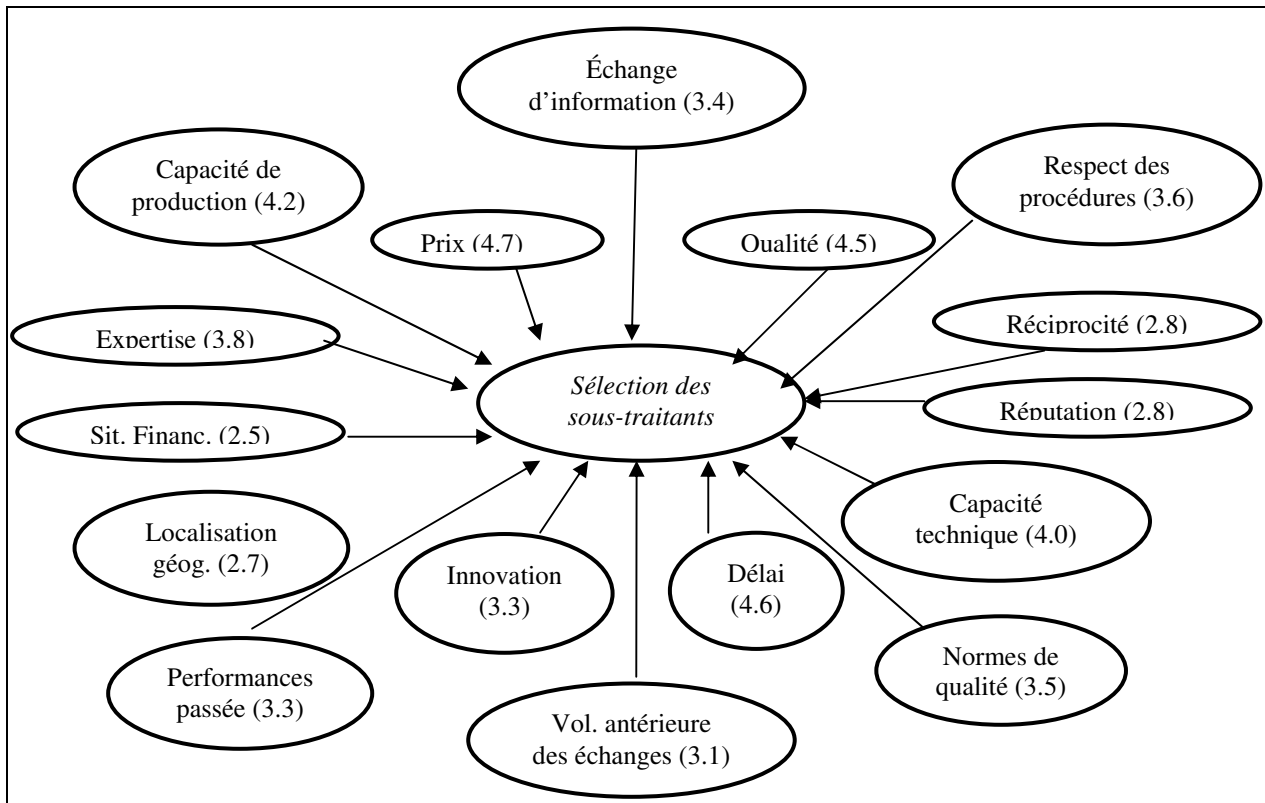 Échange
d'information (3.4)
Capacité de
production (4.2)
Respect des
procédures (3.6)
Prix (4.7)
Qualité (4.5)
Expertise (3.8)
Réciprocité (2.8)
Sélection des
sous-traitants
Sit. Financ. (2.5)
Réputation (2.8)
Localisation
géog. (2.7)
Capacité
technique (4.0)
Innovation
(3.3)
Délai
(4.6)
Performances
passée (3.3)
Normes de
qualité (3.5)
Vol. antérieure
des échanges (3.1)